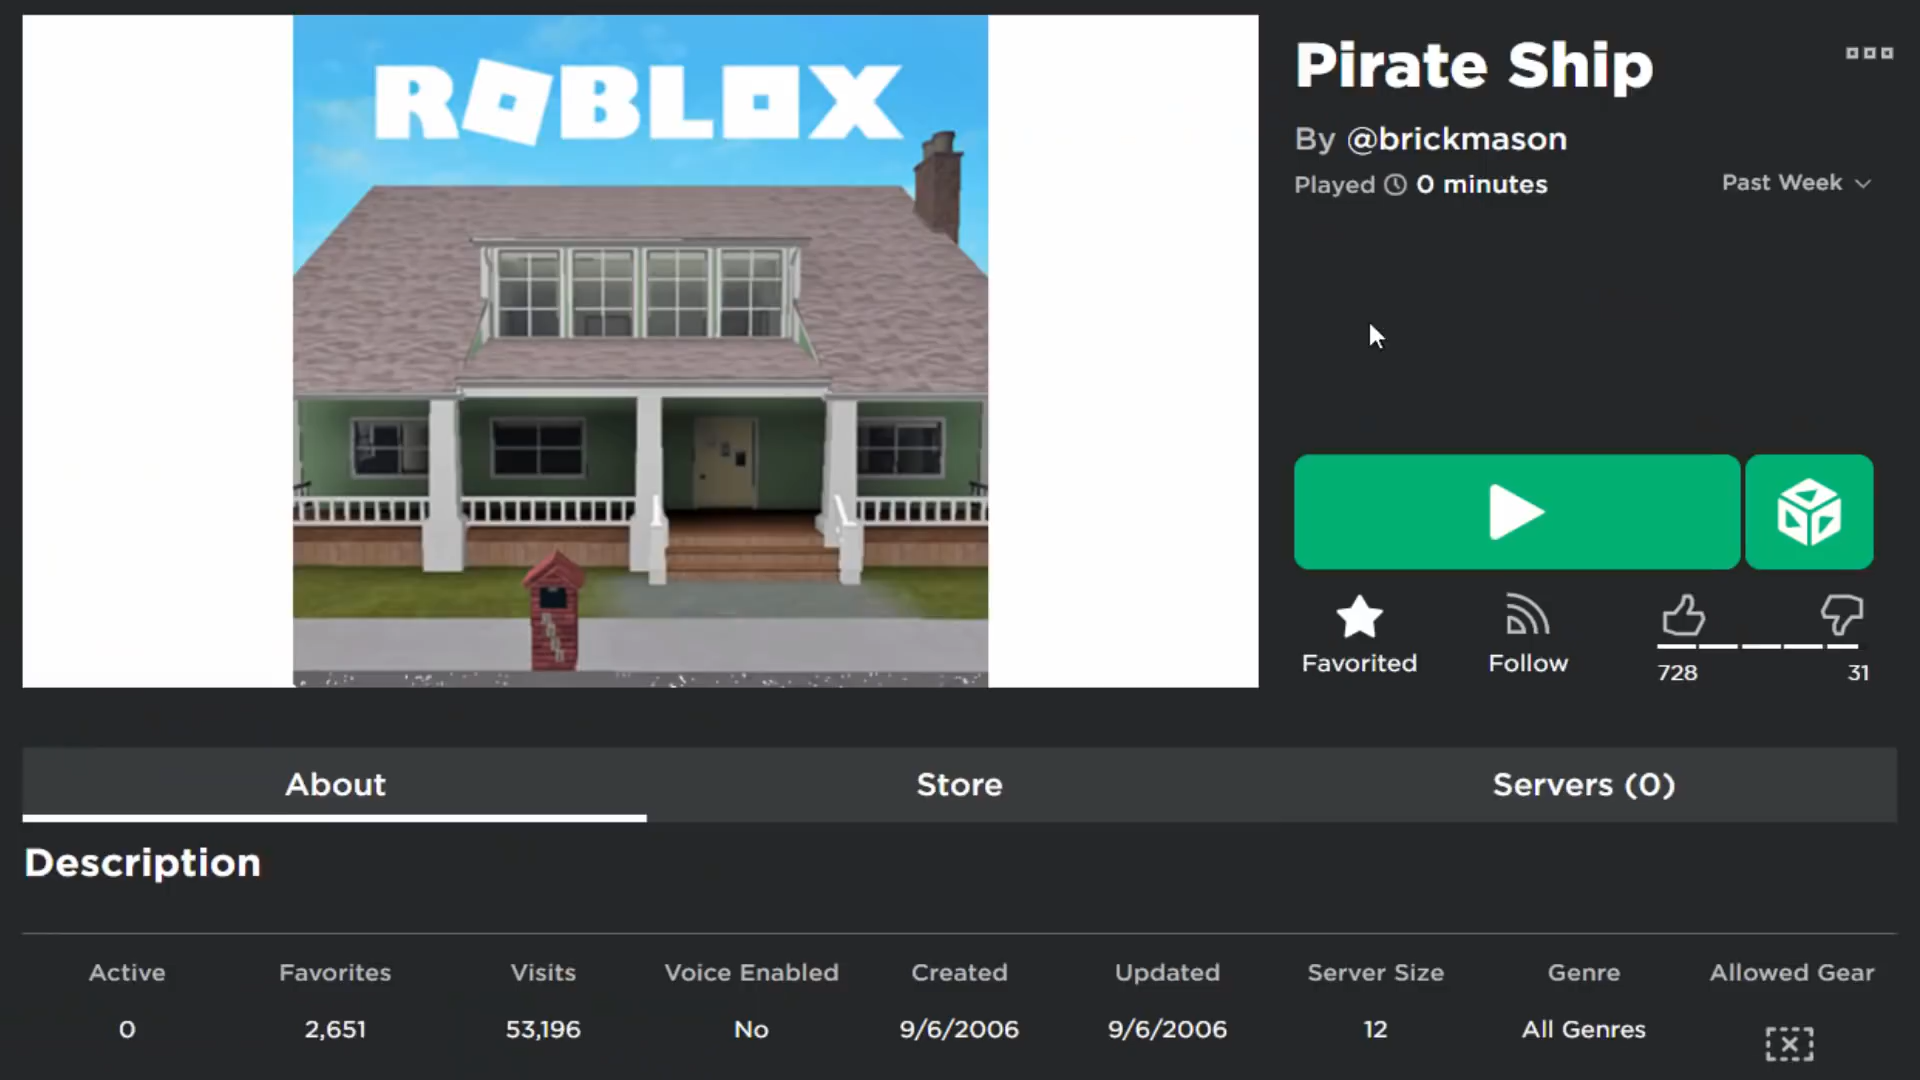 ROBLOX
Pirate Ship
By @brickmason
Played 0 minutes
Past Week
Favorited
Follow
728
31
About
Store
Servers (0)
Description
Active
Favorites
Visits
Voice Enabled
Created
Updated
Server Size
Genre
Allowed Gear
0
2,651
53,196
No
9/6/2006
9/6/2006
12
All Genres